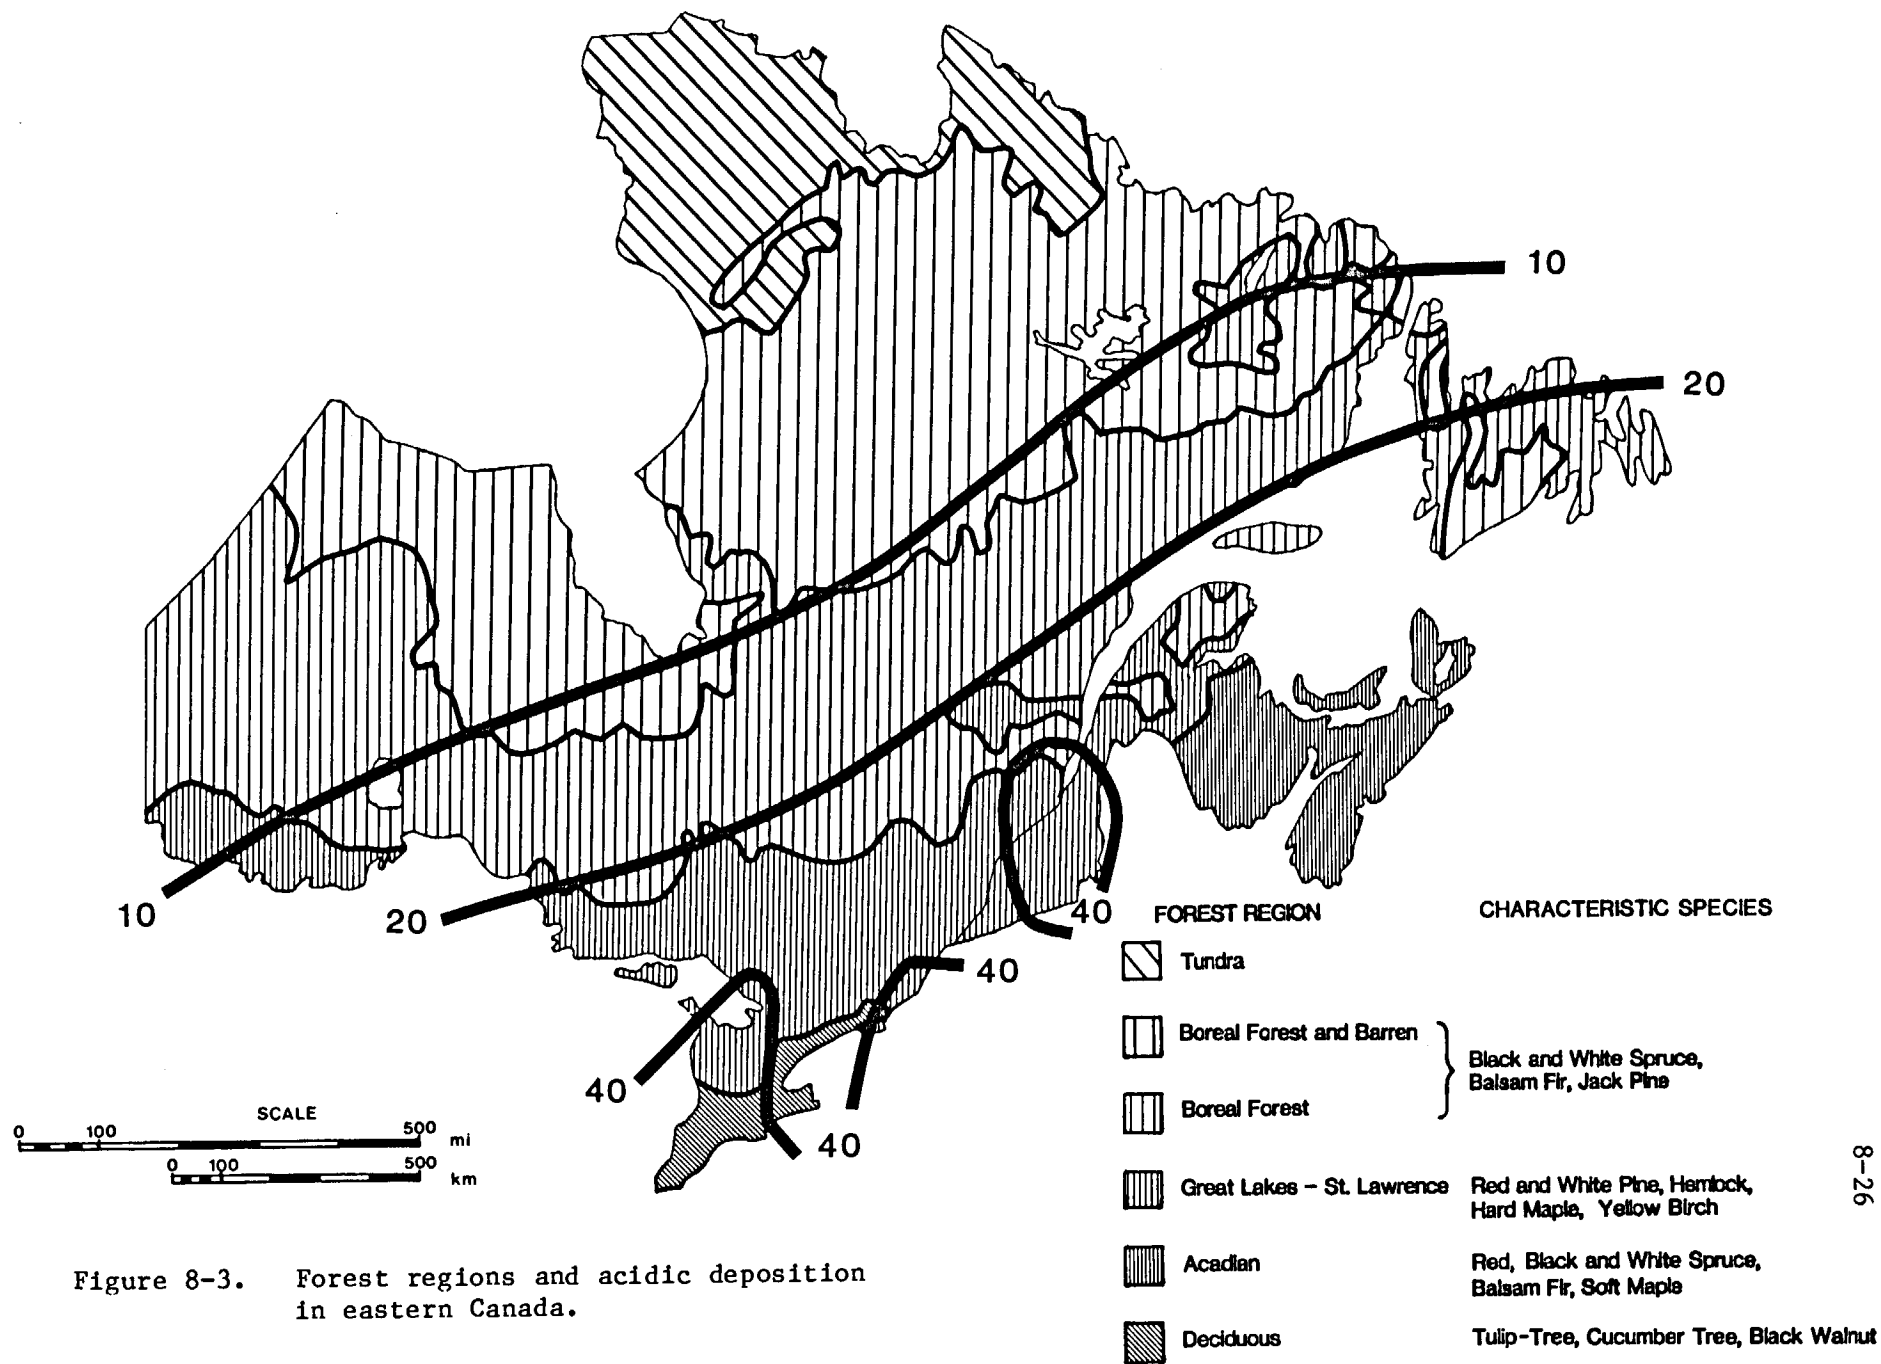 10
20
10
20
40
40
40
40
FOREST REGION
CHARACTERISTIC SPECIES
Tundra
Boreal Forest and Barren
Black and White Spruce,
Balsam Fir, Jack Pine
Boreal Forest
Great Lakes - St. Lawrence
Red and White Pine, Hemlock,
Hard Maple, Yellow Birch
Acadian
Red, Black and White Spruce,
Balsam Fir, Soft Maple
Deciduous
Tulip-Tree, Cucumber Tree, Black Walnut
SCALE
0 100 500 mi
0 100 500 km
Figure 8-3. Forest regions and acidic deposition
in eastern Canada.
8-26